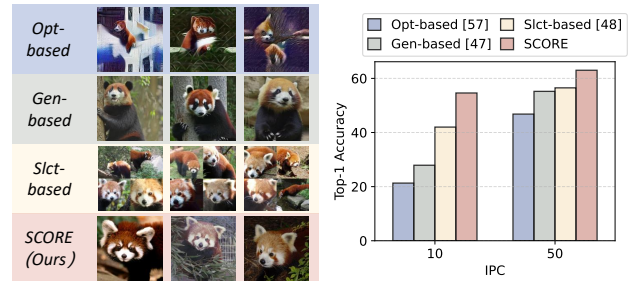 Opt-
based
Gen-
based
Slct-
based
SCORE
(Ours)
Opt-based [57]
Gen-based [47]
Slct-based [48]
SCORE
Top-1 Accuracy
60
40
20
0
10
50
IPC